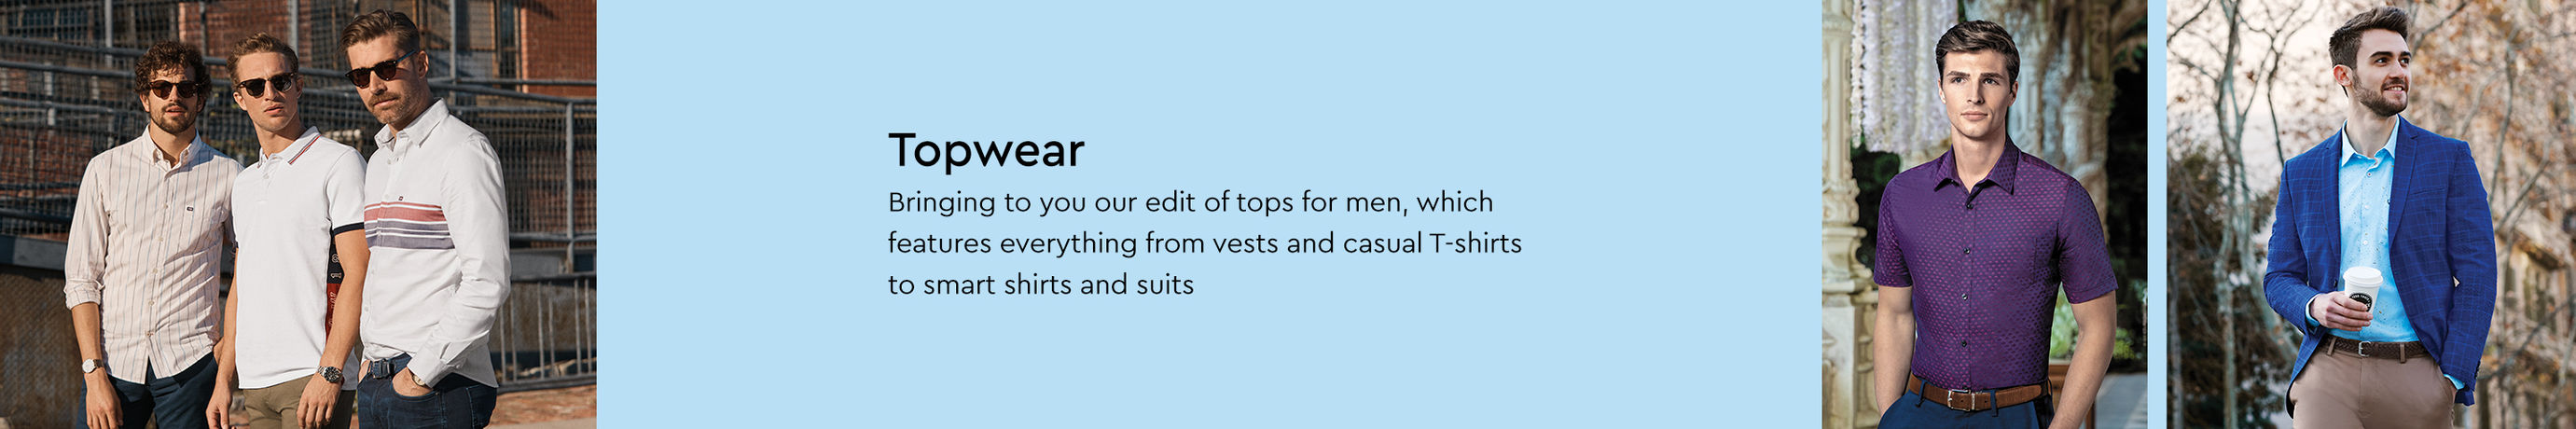 Topwear
Bringing to you our edit of tops for men, which
features everything from vests and casual T-shirts
to smart shirts and suits